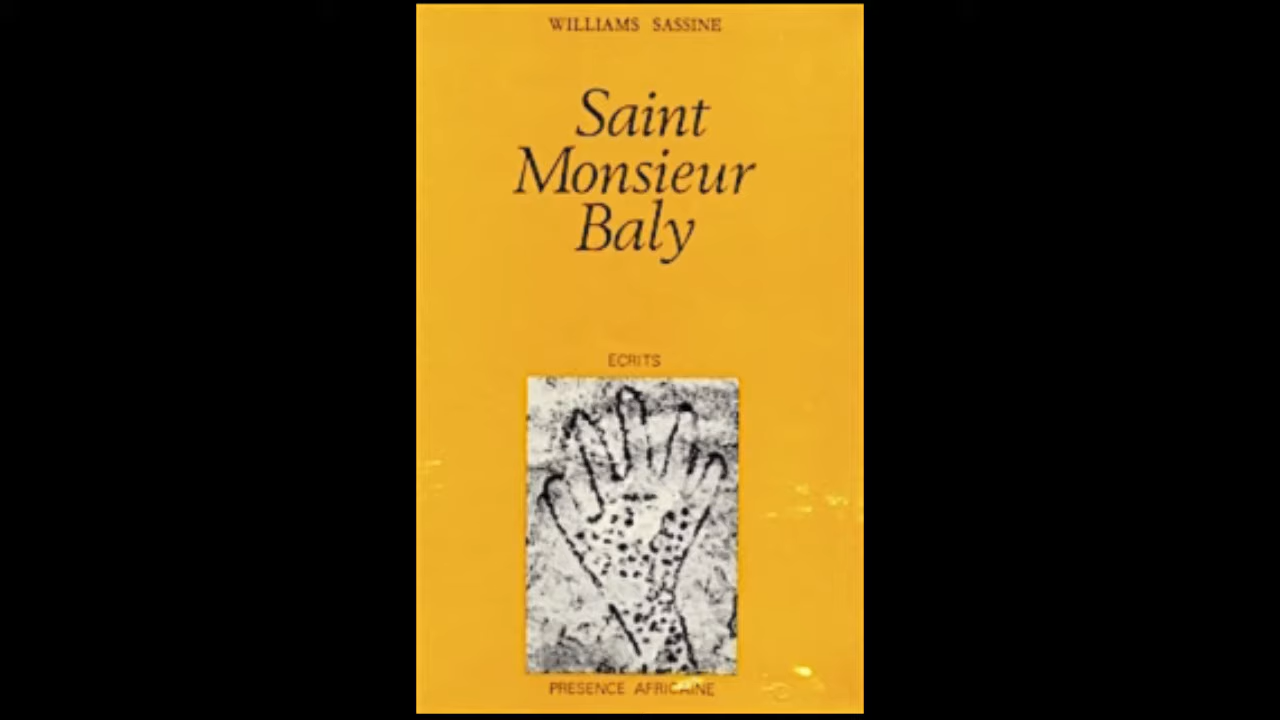 WILLIAMS SASSINE
Saint
Monsieur
Baly
ECRITS
PRESENCE AFRICAINE